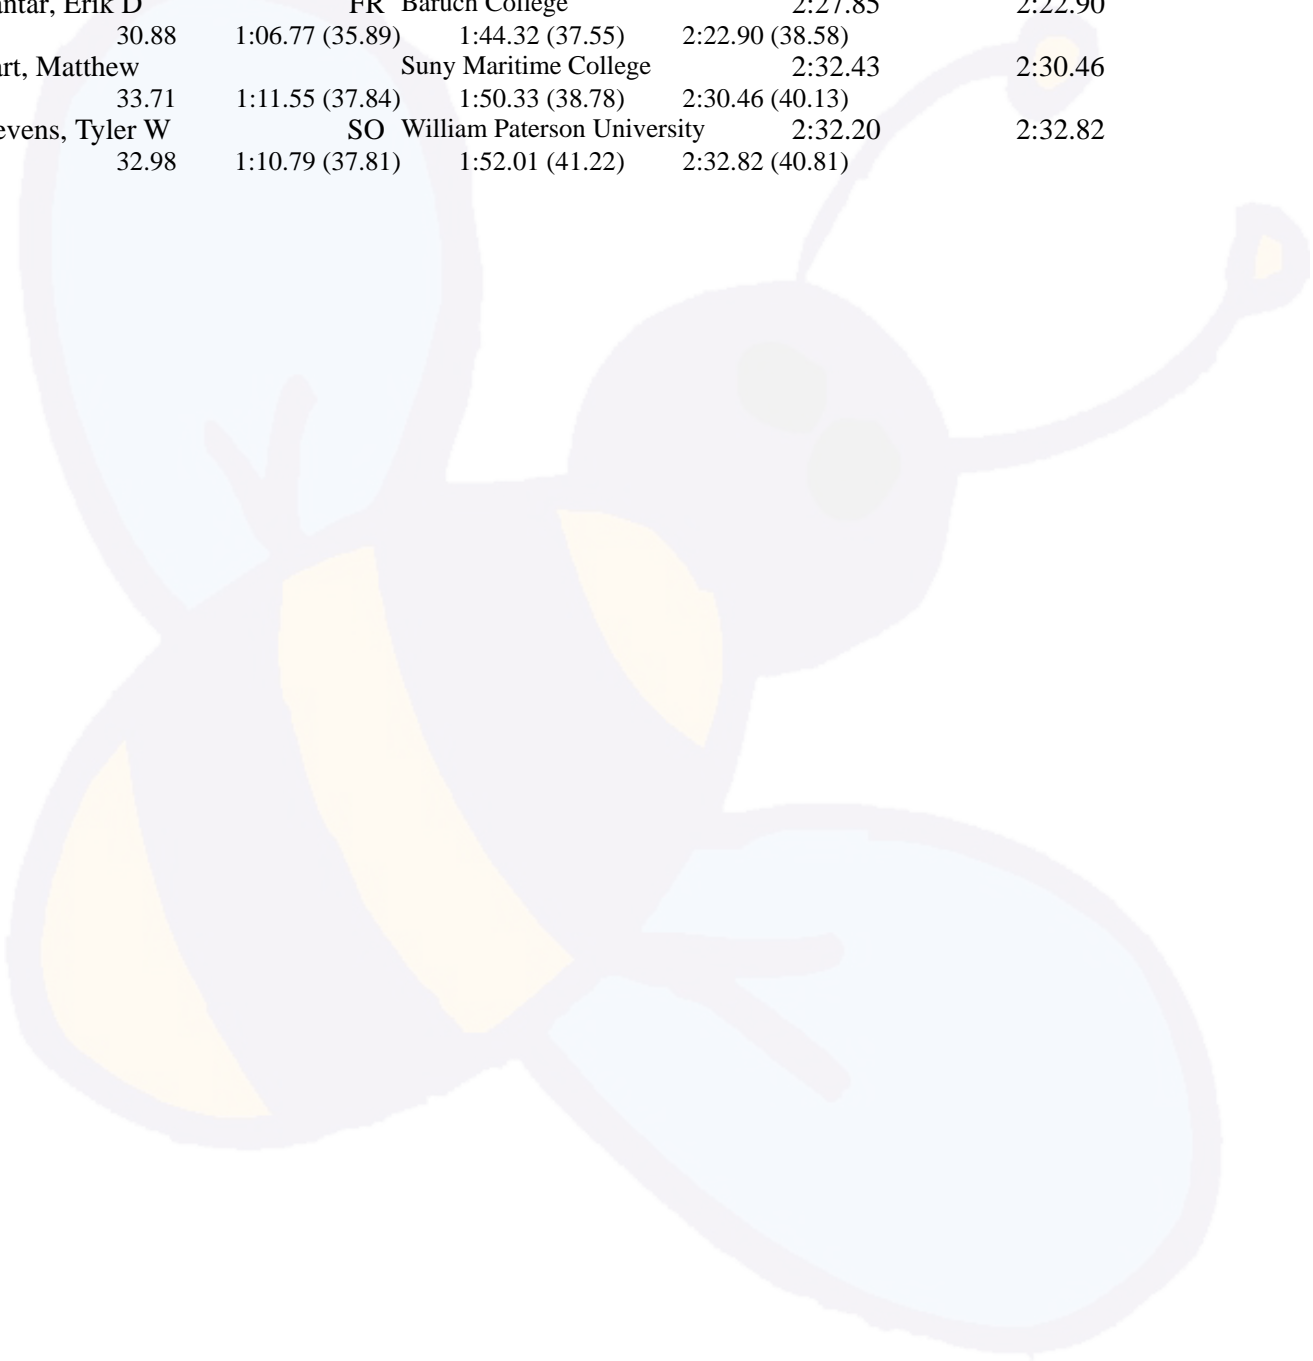 Erik D FR Baruch College 2:27.85 2:22.90
30.88 1:06.77 (35.89) 1:44.32 (37.55) 2:22.90 (38.58)
Matthew Suny Maritime College 2:32.43 2:30.46
33.71 1:11.55 (37.84) 1:50.33 (38.78) 2:30.46 (40.13)
Tyler W SO William Paterson University 2:32.20 2:32.82
32.98 1:10.79 (37.81) 1:52.01 (41.22) 2:32.82 (40.81)